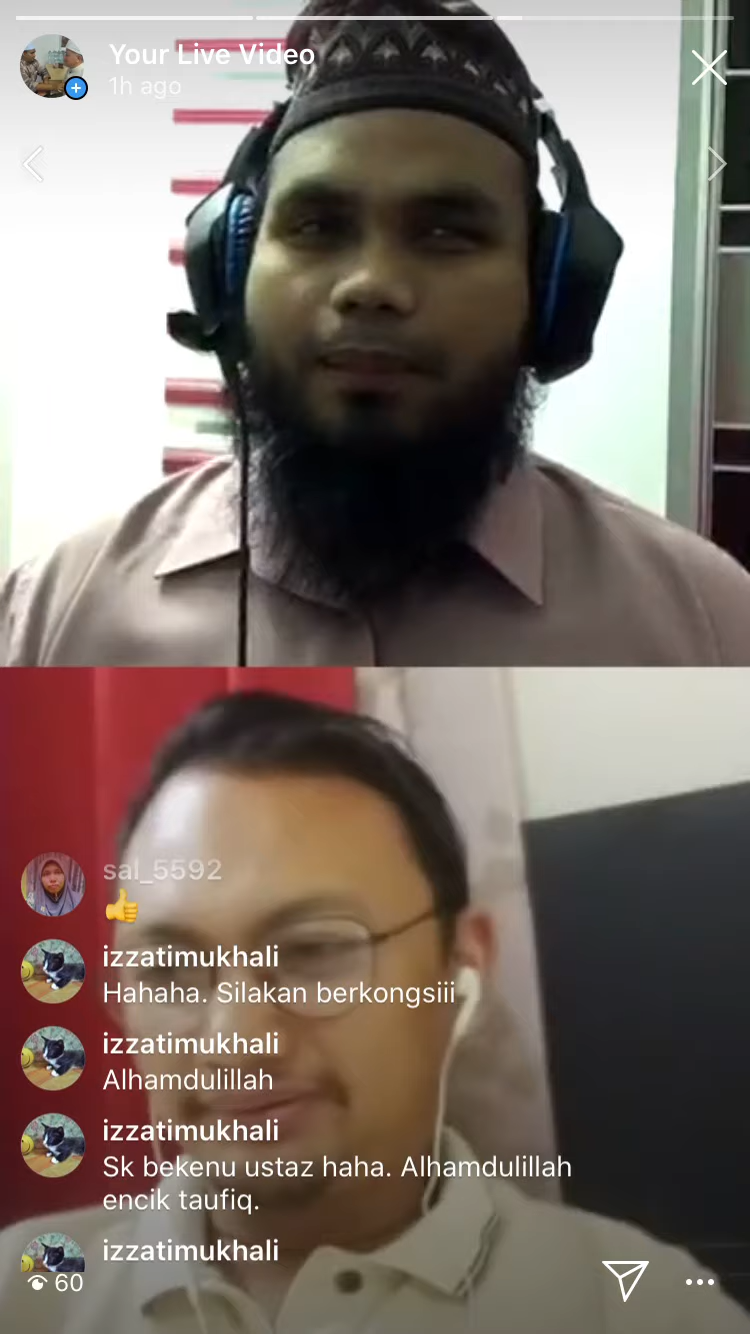 Your Live Video
1h ago
sal_5592
👍
izzatimukhali
Hahaha. Silakan berkongsiii
izzatimukhali
Alhamdulillah
izzatimukhali
Sk bekenu ustaz haha. Alhamdulillah
encik taufiq.
izzatimukhali
60